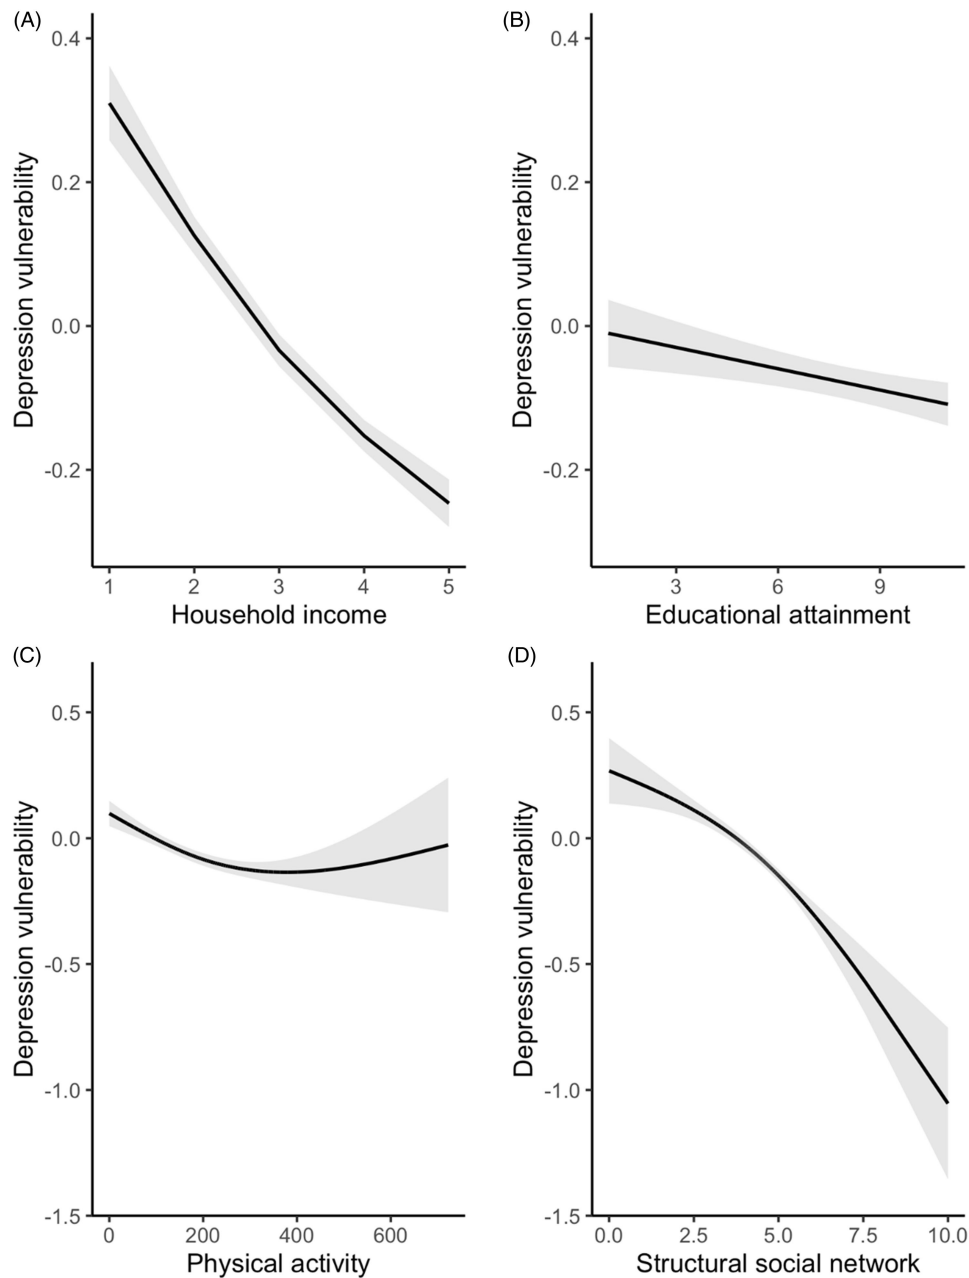 (A)
(B)
0.4
0.2
0.0
-0.2
Depression vulnerability
1 2 3 4 5
Household income
0.4
0.2
0.0
-0.2
Depression vulnerability
3 6 9
Educational attainment
(C)
(D)
0.5
0.0
-0.5
-1.0
-1.5
Depression vulnerability
0 200 400 600
Physical activity
0.5
0.0
-0.5
-1.0
-1.5
Depression vulnerability
0.0 2.5 5.0 7.5 10.0
Structural social network